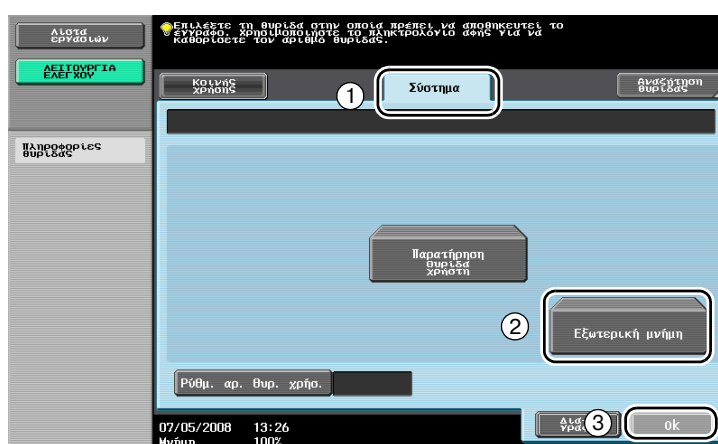 Λίστα
εργασιών
Επιλέξτε τη θυρίδα στην οποία πρέπει να αποθηκευτεί το
έγγραφο. Χρησιμοποιήστε το πληκτρολόγιο αφής για να
καθορίσετε τον αριθμό θυρίδας.
ΛΕΙΤΟΥΡΓΙΑ
ΕΛΕΓΧΟΥ
Κοινής
χρήσης
1
Σύστημα
Αναζήτηση
θυρίδας
Πληροφορίες
θυρίδας
Παρατήρηση
θυρίδα
χρήστη
2
Εξωτερική μνήμη
Ρύθμ. αρ. θυρ. χρήσ.
3
ok
07/05/2008 13:26
Μνήμη 100%